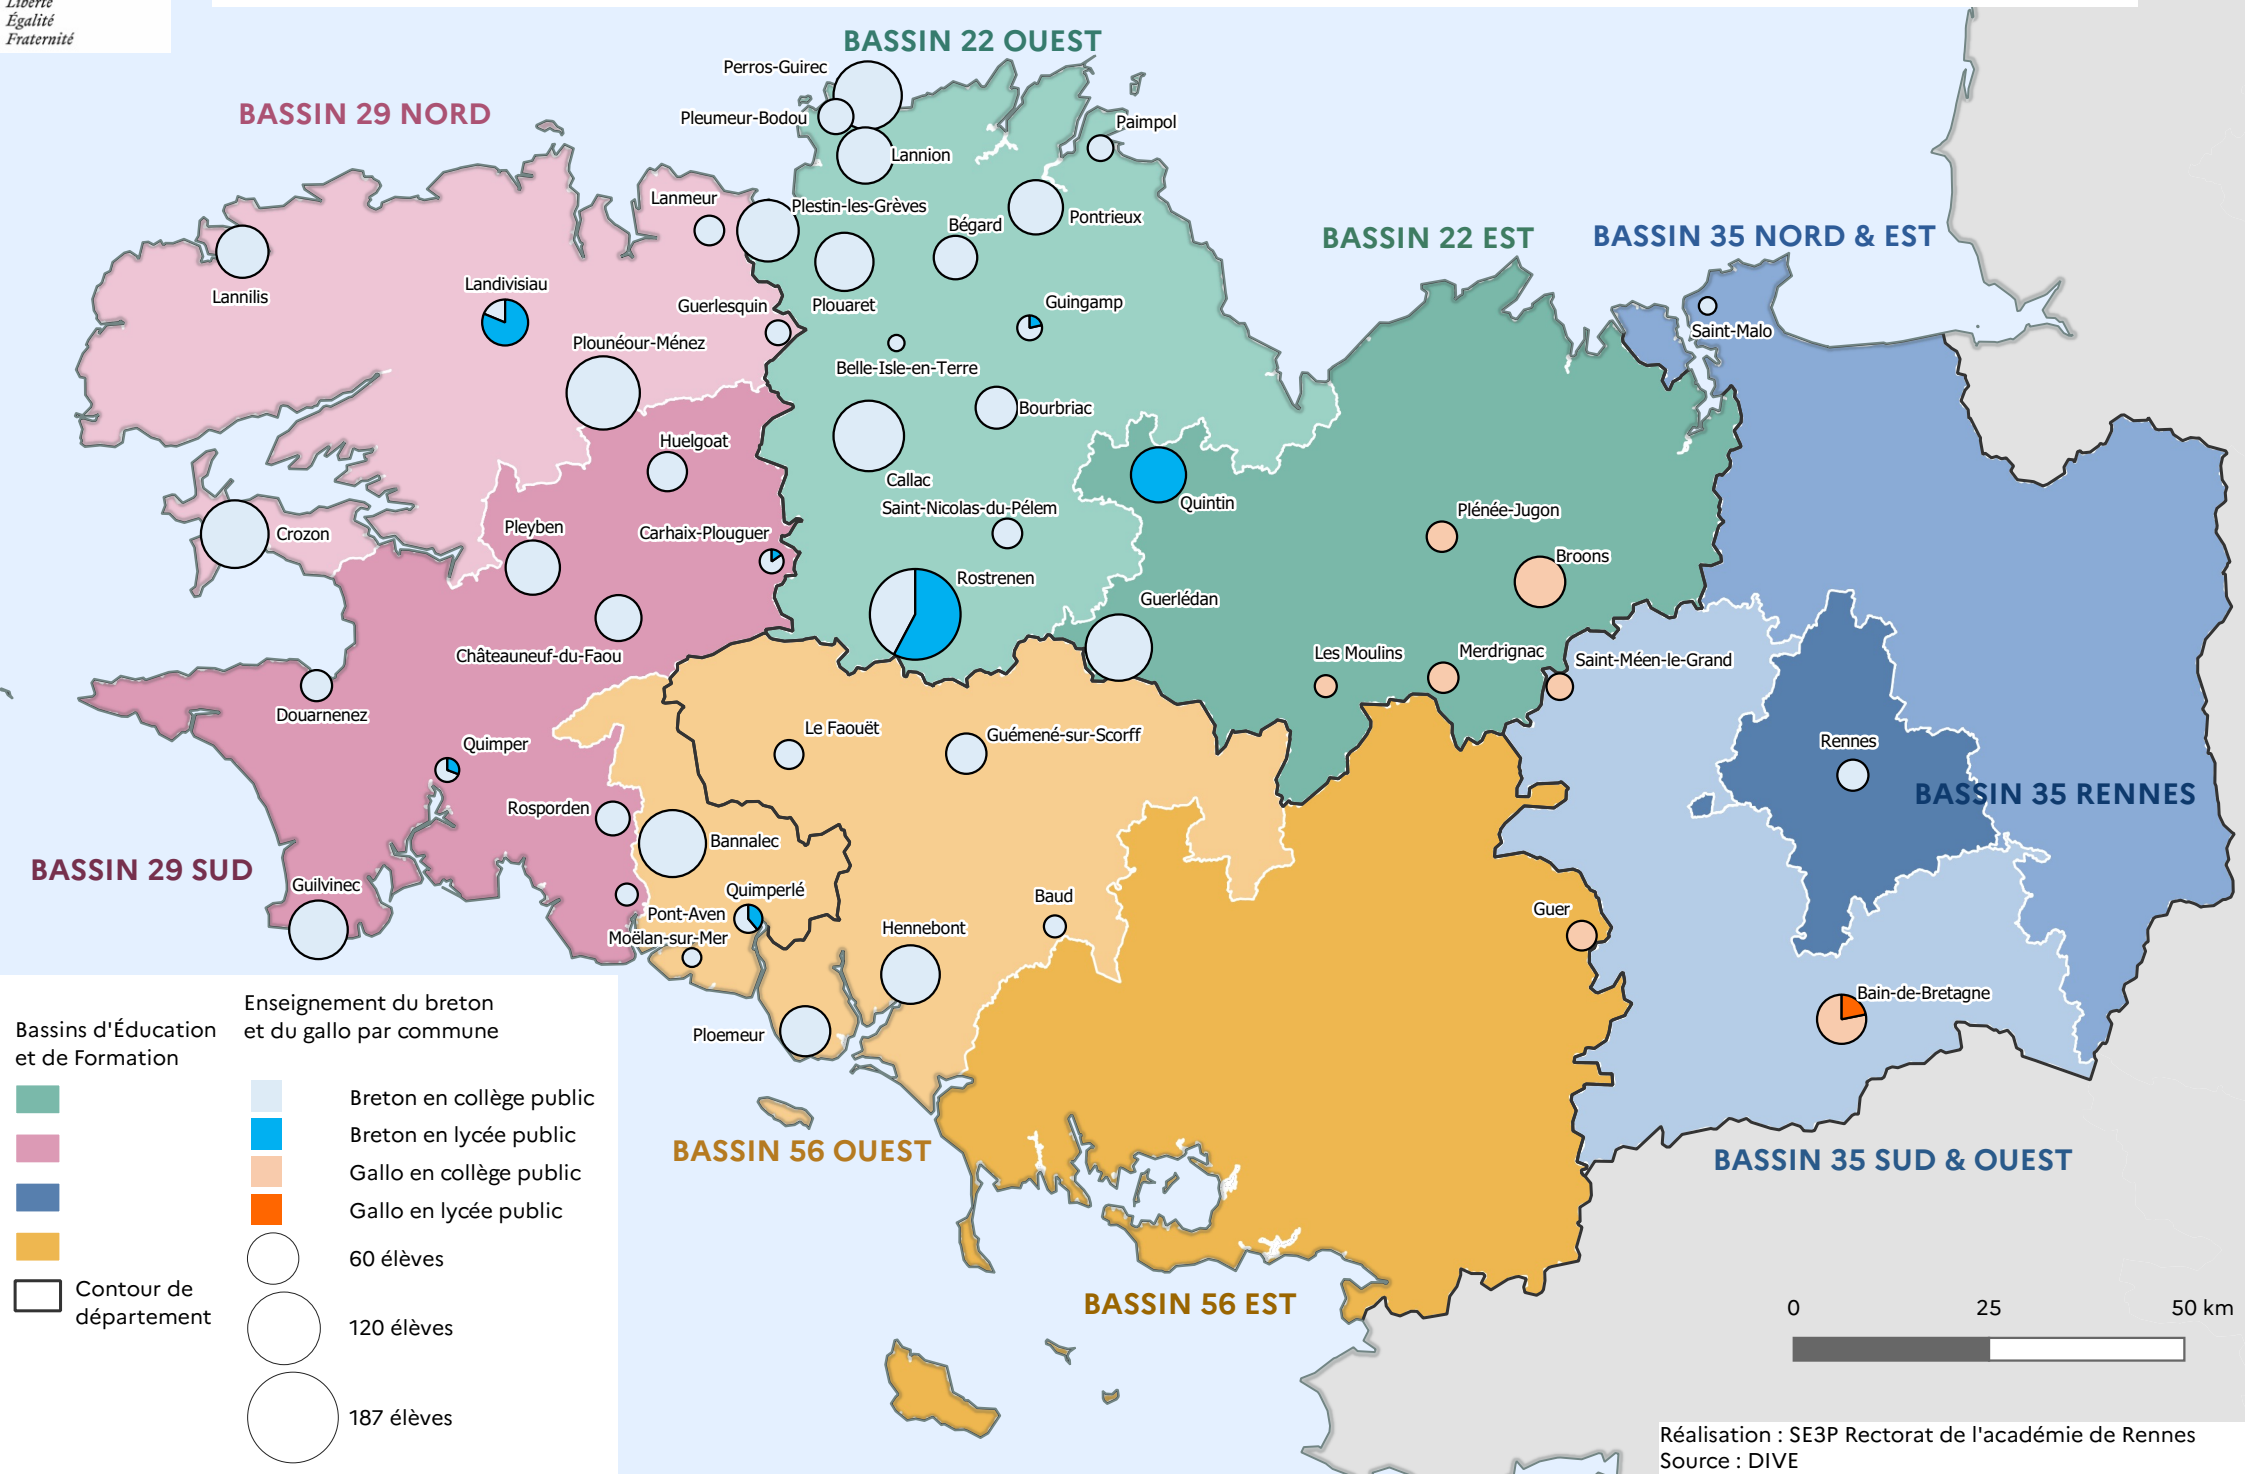 Liberté
Égalité
Fraternité
BASSIN 22 OUEST
Perros-Guirec
BASSIN 29 NORD
Pleumeur-Bodou
Paimpol
Lannion
Lanmeur
Plestin-les-Grèves
Bégard
Pontrieux
BASSIN 22 EST
BASSIN 35 NORD & EST
Landivisiau
Lannilis
Guerlesquin
Plouaret
Guingamp
Saint-Malo
Plounéour-Ménez
Belle-Isle-en-Terre
Bourbriac
Huelgoat
Callac
Quintin
Saint-Nicolas-du-Pélem
Plénée-Jugon
Crozon
Pleyben
Carhaix-Plouguer
Broons
Rostrenen
Guerlédan
Châteauneuf-du-Faou
Les Moulins
Merdrignac
Saint-Méen-le-Grand
Douarnenez
Le Faouët
Guémené-sur-Scorff
Quimper
Rennes
BASSIN 35 RENNES
Rosporden
Bannalec
BASSIN 29 SUD
Guilvinec
Quimperlé
Baud
Pont-Aven
Guer
Moëlan-sur-Mer
Hennebont
Bain-de-Bretagne
Ploemeur
Enseignement du breton
et du gallo par commune
Bassins d'Éducation
et de Formation
Breton en collège public
Breton en lycée public
Gallo en collège public
Gallo en lycée public
60 élèves
Contour de
département
120 élèves
187 élèves
BASSIN 56 OUEST
BASSIN 35 SUD & OUEST
BASSIN 56 EST
0 25 50 km
Réalisation : SE3P Rectorat de l'académie de Rennes
Source : DIVE